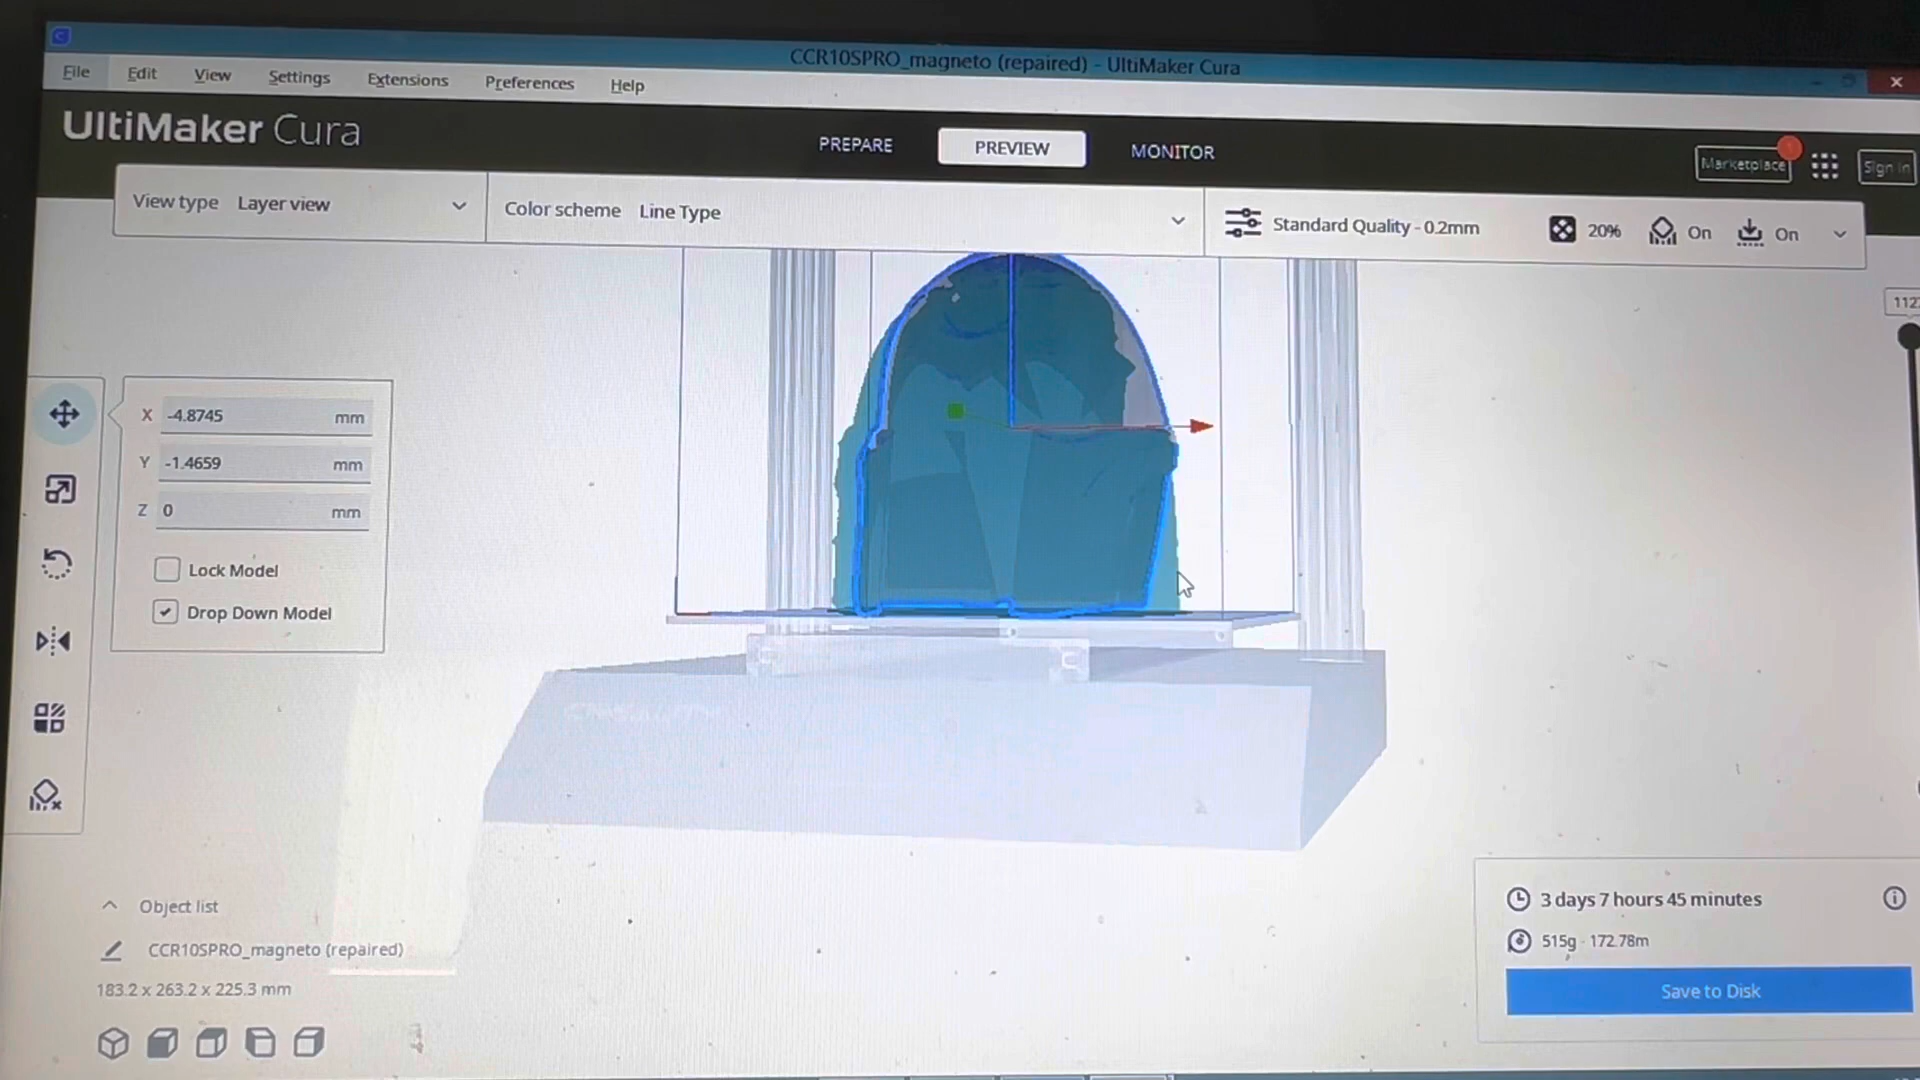 CCR10SPRO_magneto (repaired) - UltiMaker Cura
File Edit View Settings Extensions Preferences Help
UltiMaker Cura
PREPARE PREVIEW MONITOR
Marketplace
Sign in
View type Layer view
Color scheme Line Type
Standard Quality - 0.2mm 20% On On
X -4.8745 mm
Y -1.4659 mm
Z 0 mm
Lock Model
Drop Down Model
Object list
CCR10SPRO_magneto (repaired)
183.2 x 263.2 x 225.3 mm
3 days 7 hours 45 minutes
515g · 172.78m
Save to Disk